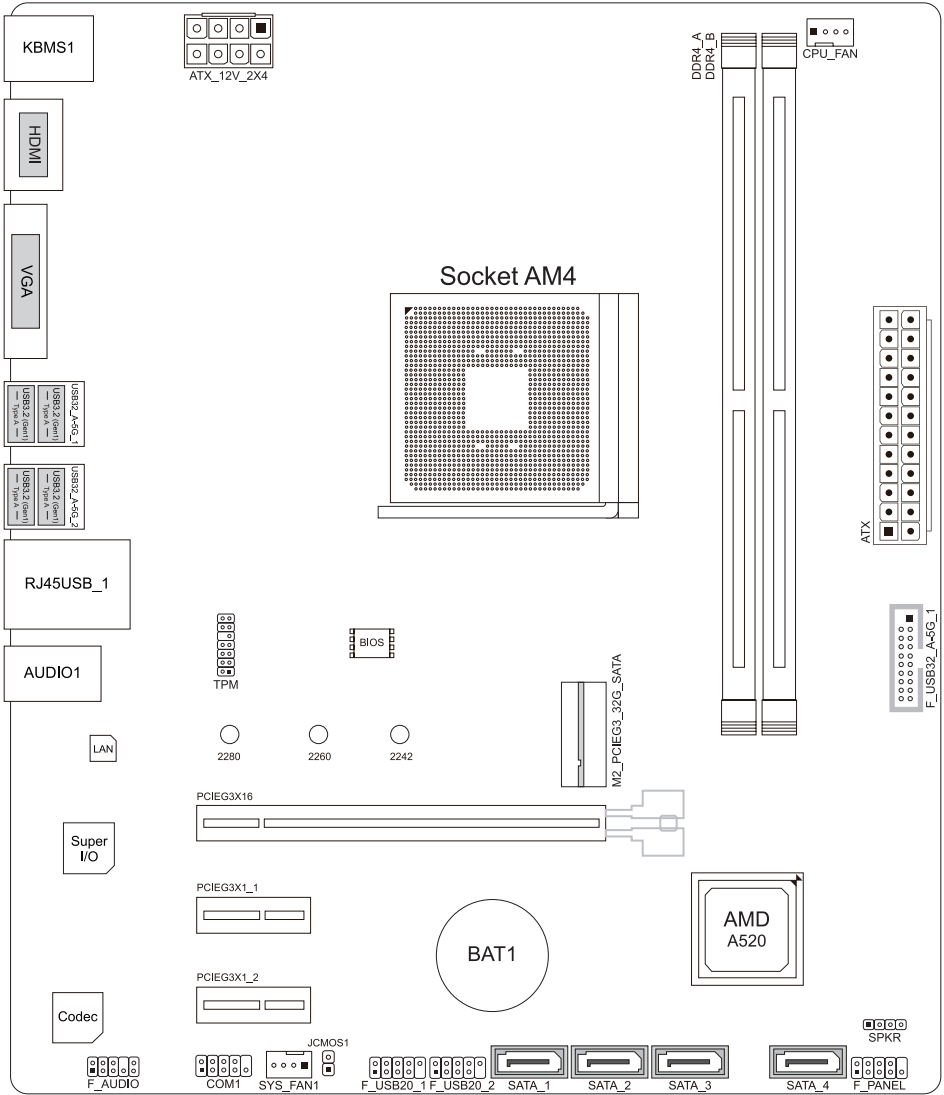 KBMS1
ATX_12V_2X4
DDR4_A
DDR4_B
CPU_FAN
HDMI
VGA
Socket AM4
USB32_A-5G_1
USB3.2 (Gen1)
Type A
USB3.2 (Gen1)
Type A
USB32_A-5G_2
USB3.2 (Gen1)
Type A
USB3.2 (Gen1)
Type A
ATX
RJ45USB_1
TPM
BIOS
F_USB32_A-5G_1
AUDIO1
M2_PCIEG3_32G_SATA
LAN
2280
2260
2242
PCIEG3X16
Super
I/O
PCIEG3X1_1
AMD
A520
BAT1
PCIEG3X1_2
Codec
JCMOS1
SPKR
F_AUDIO
COM1
SYS_FAN1
F_USB20_1
F_USB20_2
SATA_1
SATA_2
SATA_3
SATA_4
F_PANEL